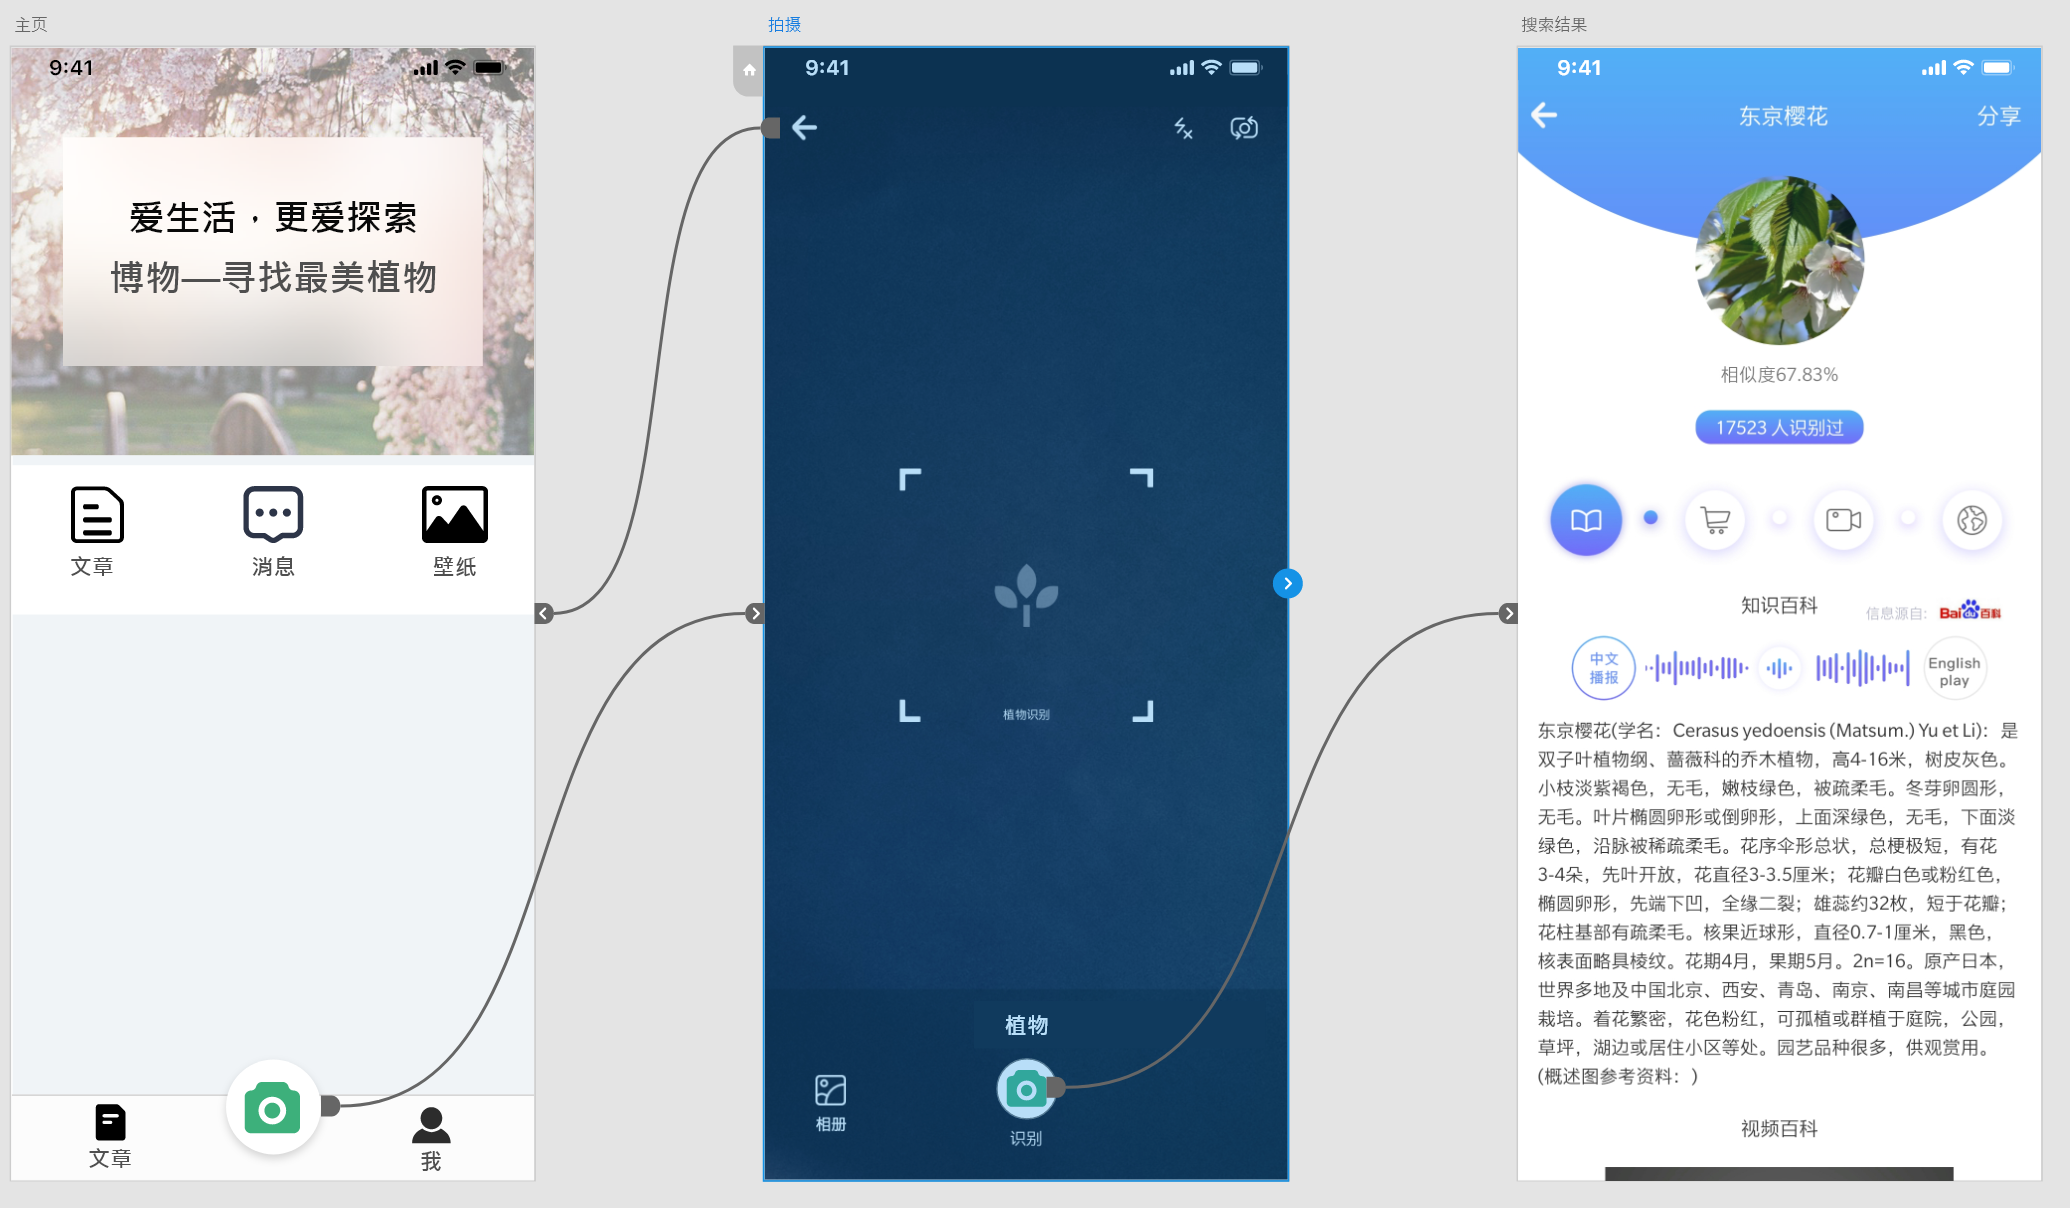 主页
9:41
爱生活，更爱探索
博物—寻找最美植物
文章
消息
壁纸
文章
我
拍摄
9:41
植物识别
植物
相册
识别
搜索结果
9:41
东京樱花
分享
相似度67.83%
17523 人识别过
知识百科
信息源自:
Bai du 百科
中文
播报
English
play
东京樱花(学名：Cerasus yedoensis (Matsum.) Yu et Li)：是
双子叶植物纲、蔷薇科的乔木植物，高4-16米，树皮灰色。
小枝淡紫褐色，无毛，嫩枝绿色，被疏柔毛。冬芽卵圆形，
无毛。叶片椭圆卵形或倒卵形，上面深绿色，无毛，下面淡
绿色，沿脉被稀疏柔毛。花序伞形总状，总梗极短，有花
3-4朵，先叶开放，花直径3-3.5厘米；花瓣白色或粉红色，
椭圆卵形，先端下凹，全缘二裂；雄蕊约32枚，短于花瓣；
花柱基部有疏柔毛。核果近球形，直径0.7-1厘米，黑色，
核表面略具棱纹。花期4月，果期5月。2n=16。原产日本，
世界多地及中国北京、西安、青岛、南京、南昌等城市庭园
栽培。着花繁密，花色粉红，可孤植或群植于庭院，公园，
草坪，湖边或居住小区等处。园艺品种很多，供观赏用。
(概述图参考资料：)
视频百科